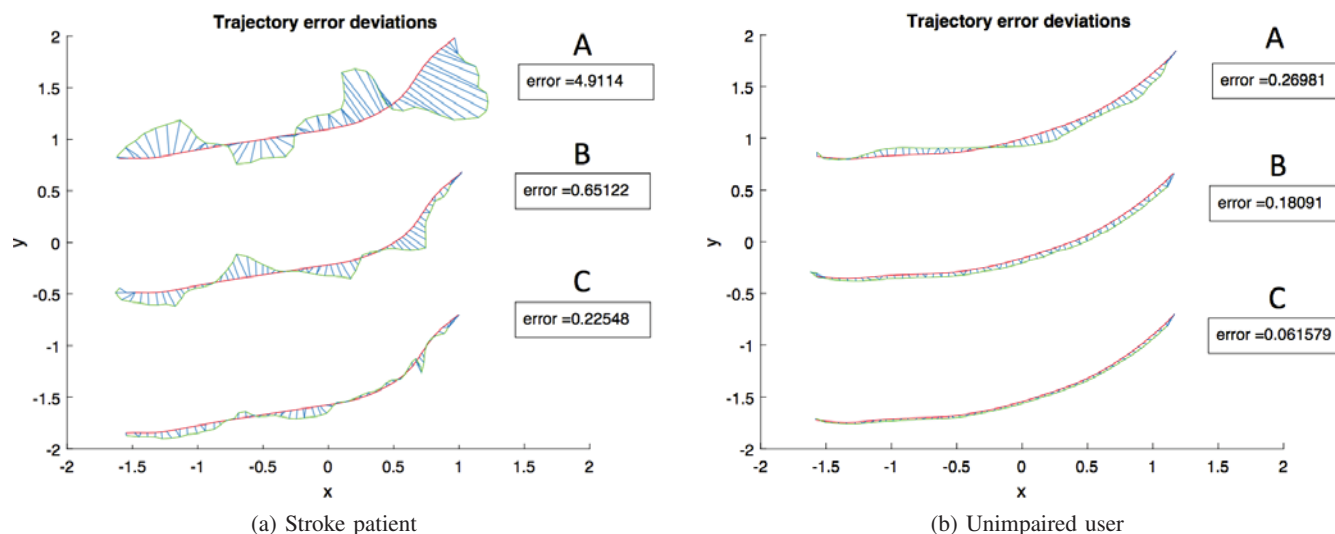 Trajectory error deviations
A
error =4.9114
B
error =0.65122
C
error =0.22548
2
1.5
1
0.5
0
-0.5
-1
-1.5
-2
y
-2 -1.5 -1 -0.5 0 0.5 1 1.5 2
x
(a) Stroke patient
Trajectory error deviations
A
error =0.26981
B
error =0.18091
C
error =0.061579
2
1.5
1
0.5
0
-0.5
-1
-1.5
-2
y
-2 -1.5 -1 -0.5 0 0.5 1 1.5 2
x
(b) Unimpaired user